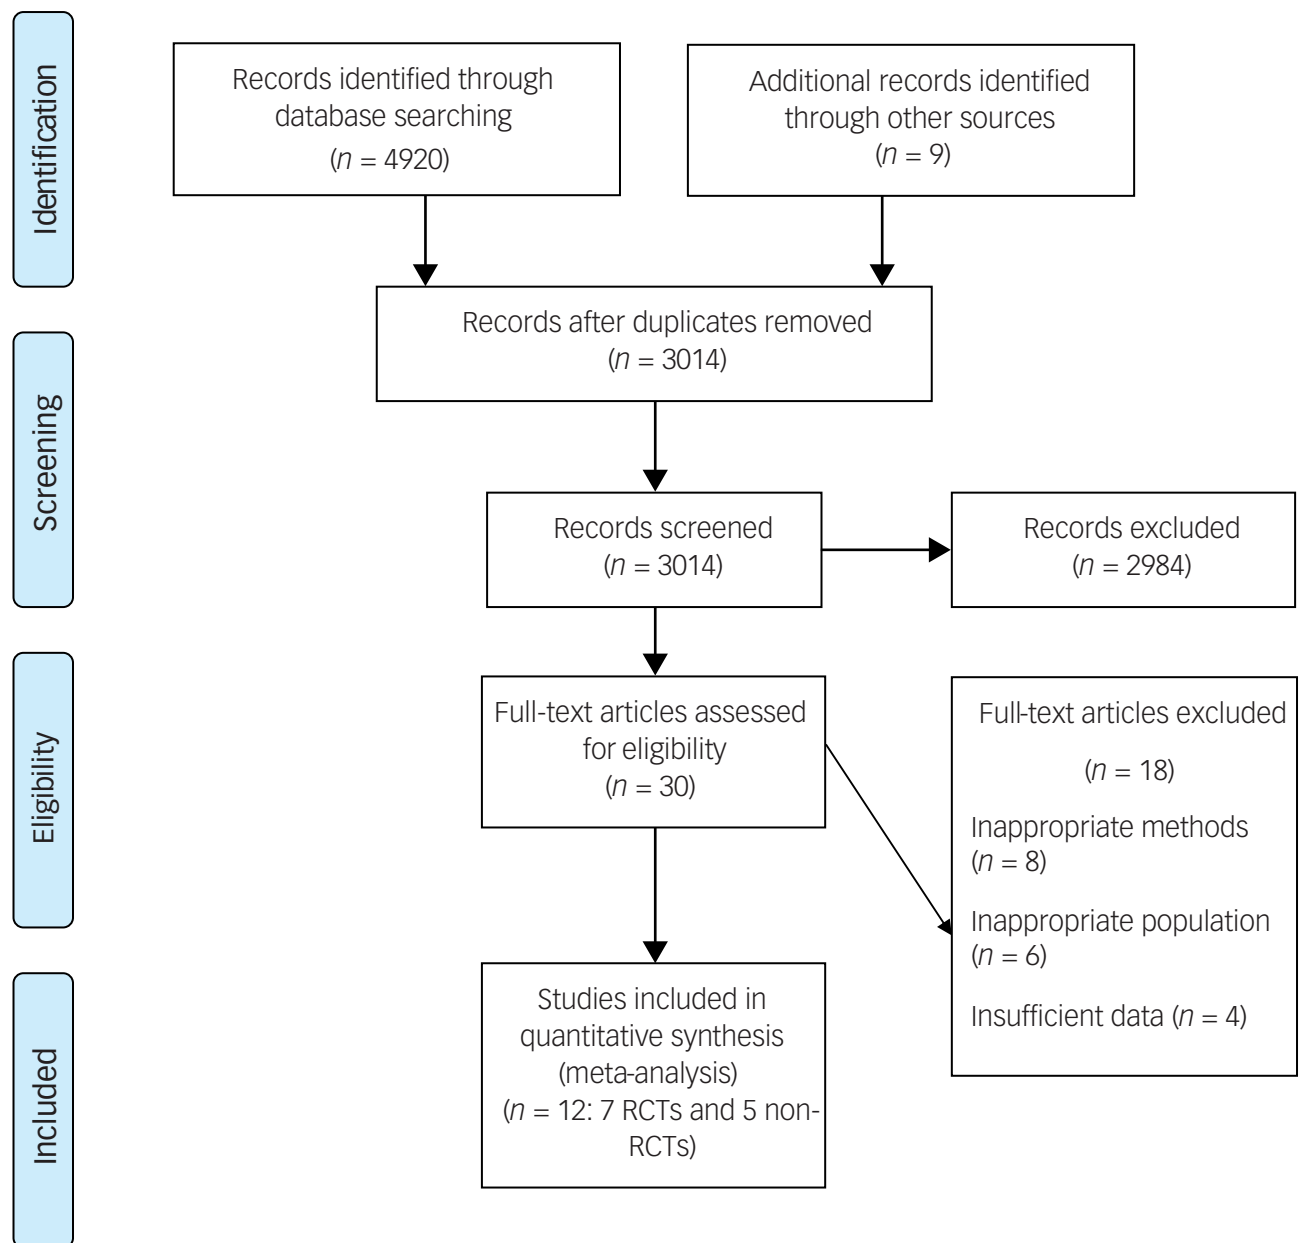 Identification
Records identified through
database searching
(n = 4920)
Additional records identified
through other sources
(n = 9)
Records after duplicates removed
(n = 3014)
Screening
Records screened
(n = 3014)
Records excluded
(n = 2984)
Eligibility
Full-text articles assessed
for eligibility
(n = 30)
Full-text articles excluded
(n = 18)
Inappropriate methods
(n = 8)
Inappropriate population
(n = 6)
Insufficient data (n = 4)
Included
Studies included in
quantitative synthesis
(meta-analysis)
(n = 12: 7 RCTs and 5 non-
RCTs)